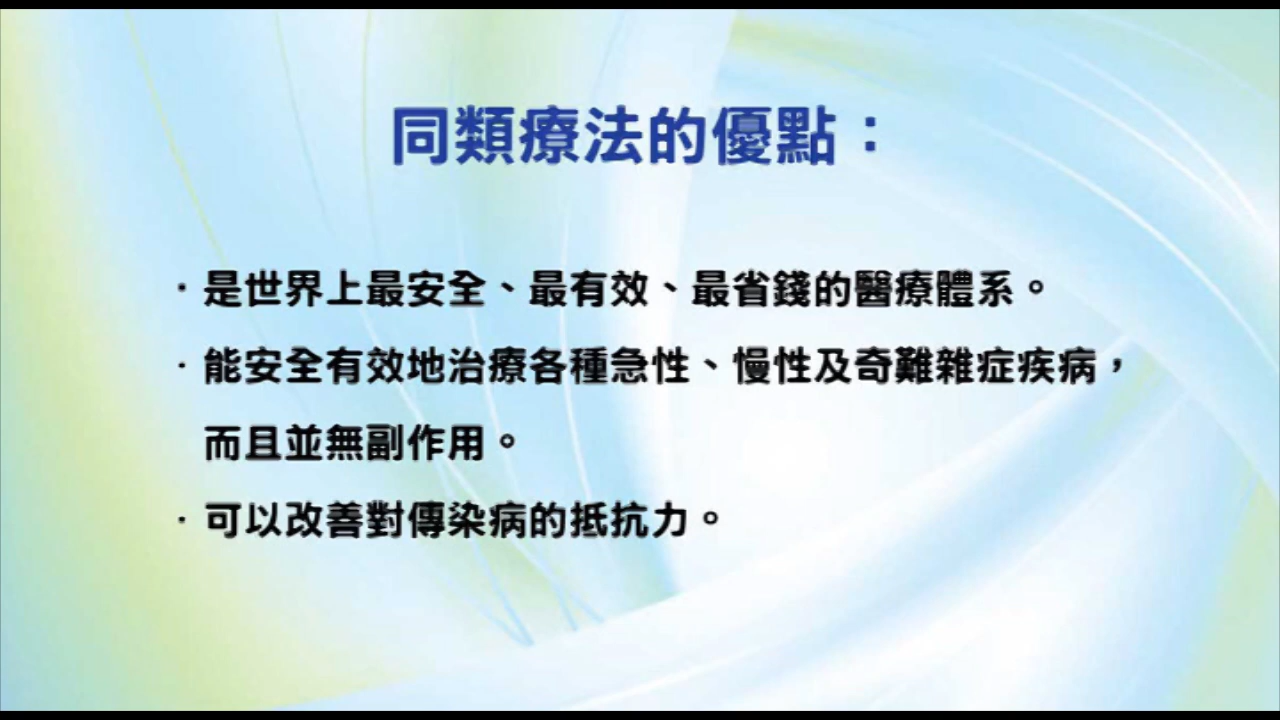 同類療法的優點：
·是世界上最安全、最有效、最省錢的醫療體系。
·能安全有效地治療各種急性、慢性及奇難雜症疾病，
而且並無副作用。
·可以改善對傳染病的抵抗力。